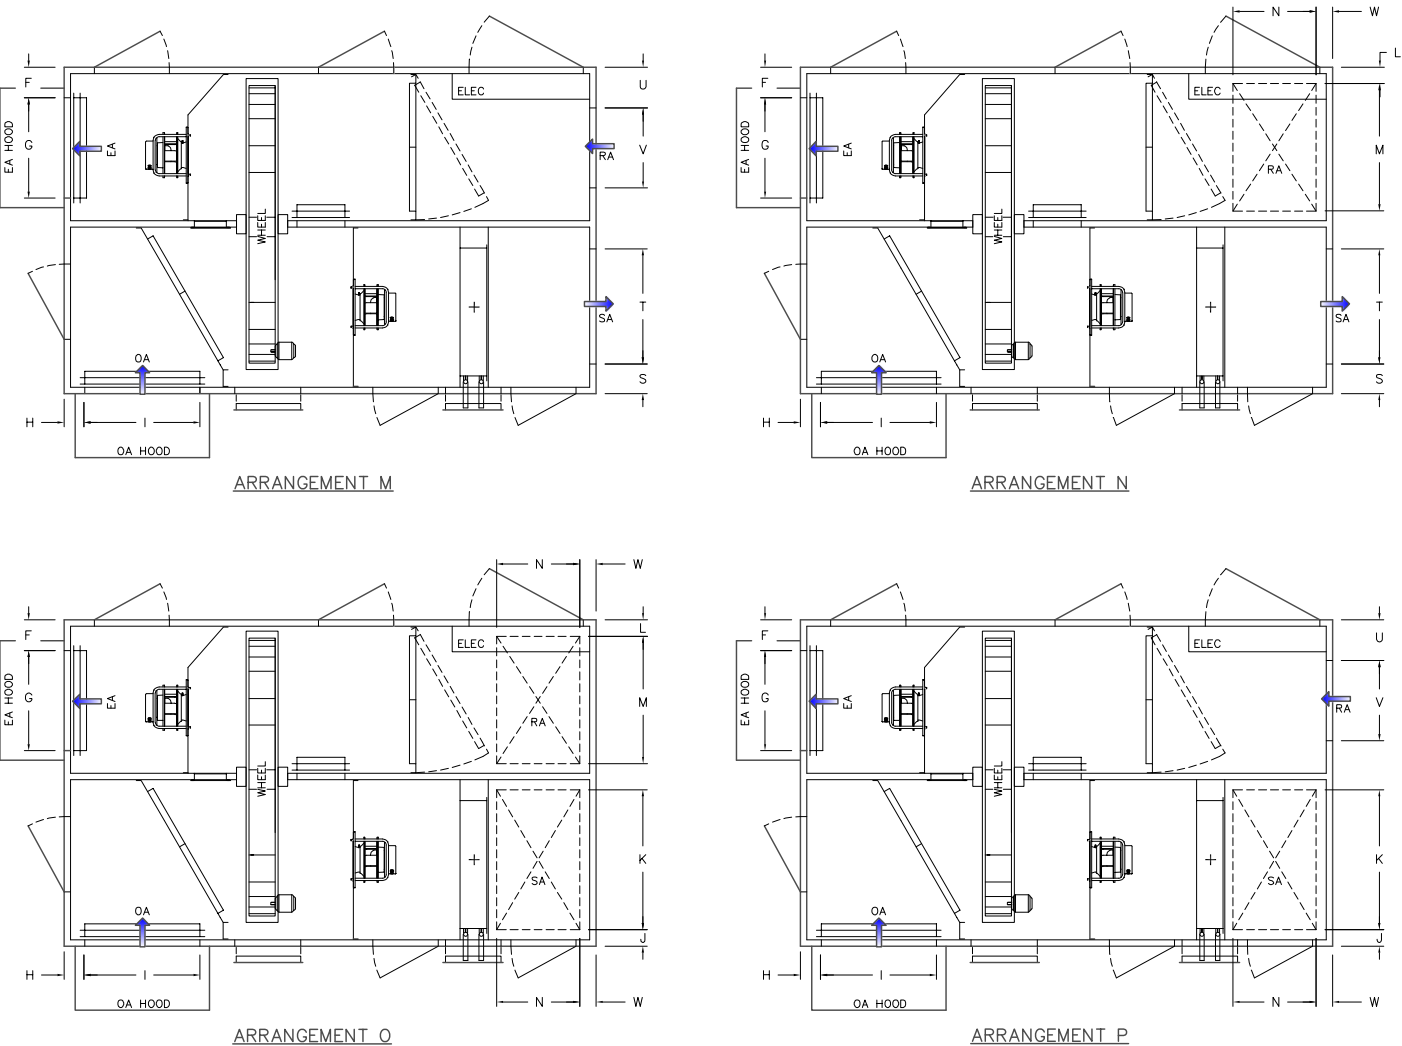 F
U
ELEC
EA HOOD
G
EA
V
RA
WHEEL
T
SA
OA
S
H
I
OA HOOD
ARRANGEMENT M
N
W
L
F
ELEC
EA HOOD
G
EA
M
RA
WHEEL
T
SA
OA
S
H
I
OA HOOD
ARRANGEMENT N
N
W
F
L
ELEC
EA HOOD
G
EA
M
RA
WHEEL
K
SA
OA
J
H
I
N
W
OA HOOD
ARRANGEMENT O
F
U
ELEC
EA HOOD
G
EA
V
RA
WHEEL
K
SA
OA
J
H
I
N
W
OA HOOD
ARRANGEMENT P